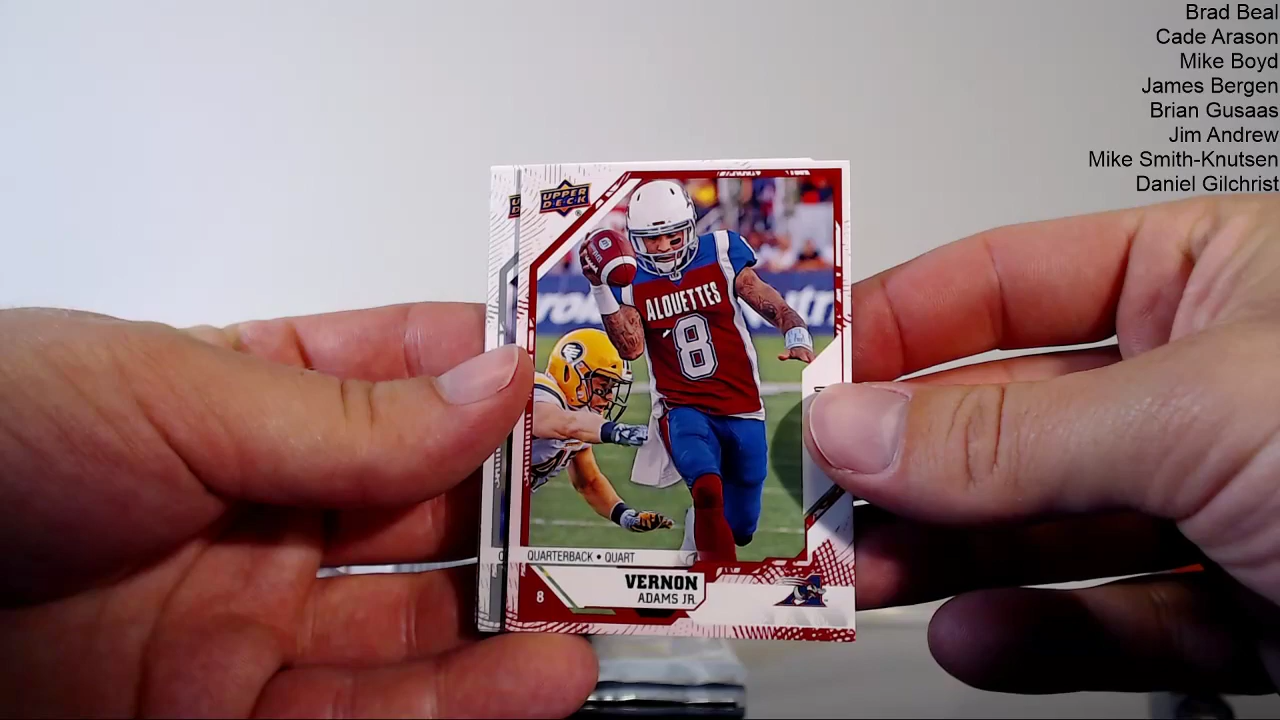 Brad Beal
Cade Arason
Mike Boyd
James Bergen
Brian Gusaas
Jim Andrew
Mike Smith-Knutsen
Daniel Gilchrist
UPPER
DECK
ALOUETTES
8
QUARTERBACK • QUART
VERNON
8 ADAMS JR.